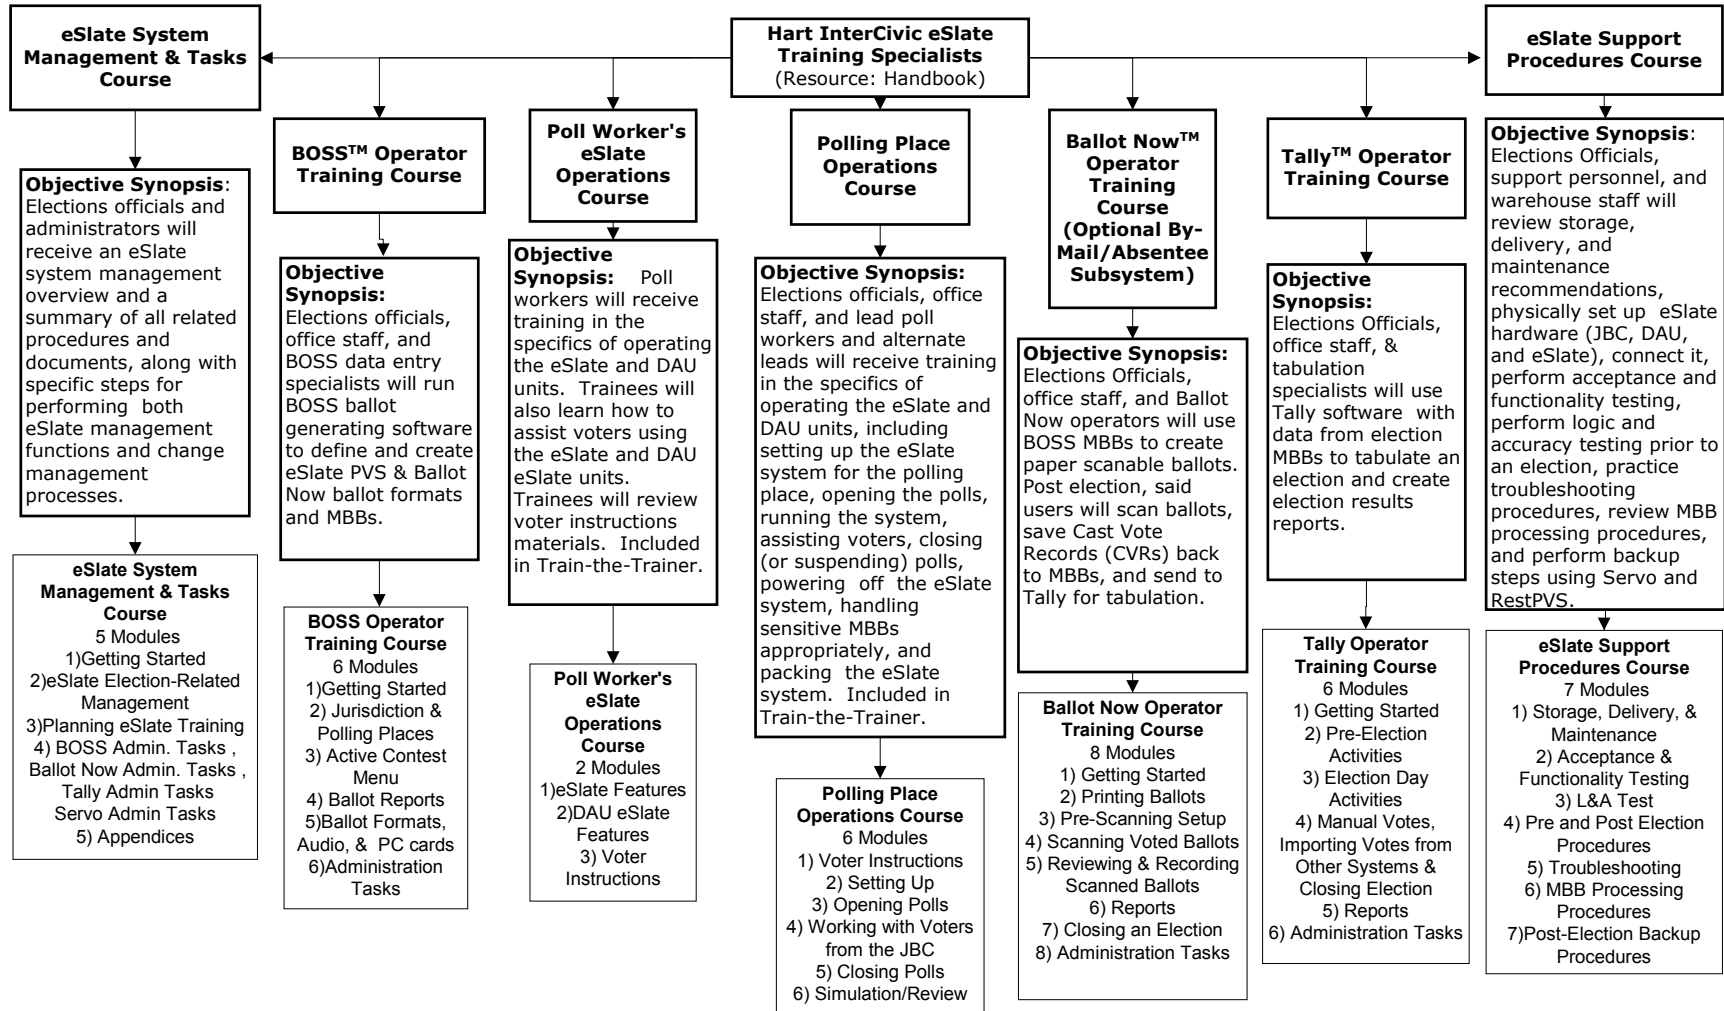 eSlate System
Management & Tasks
Course
Hart InterCivic eSlate
Training Specialists
(Resource: Handbook)
eSlate Support
Procedures Course
BOSS™ Operator
Training Course
Poll Worker's
eSlate
Operations
Course
Polling Place
Operations
Course
Ballot Now™
Operator
Training
Course
(Optional By-
Mail/Absentee
Subsystem)
Tally™ Operator
Training Course
Objective Synopsis:
Elections officials and
administrators will
receive an eSlate
system management
overview and a
summary of all related
procedures and
documents, along with
specific steps for
performing both
eSlate management
functions and change
management
processes.
Objective
Synopsis:
Elections officials,
office staff, and
BOSS data entry
specialists will run
BOSS ballot
generating software
to define and create
eSlate PVS & Ballot
Now ballot formats
and MBBs.
Objective
Synopsis: Poll
workers will receive
training in the
specifics of operating
the eSlate and DAU
units. Trainees will
also learn how to
assist voters using
the eSlate and DAU
eSlate units.
Trainees will review
voter instructions
materials. Included
in Train-the-Trainer.
Objective Synopsis:
Elections officials, office
staff, and lead poll
workers and alternate
leads will receive training
in the specifics of
operating the eSlate and
DAU units, including
setting up the eSlate
system for the polling
place, opening the polls,
running the system,
assisting voters, closing
(or suspending) polls,
powering off the eSlate
system, handling
sensitive MBBs
appropriately, and
packing the eSlate
system. Included in
Train-the-Trainer.
Objective Synopsis:
Elections Officials,
office staff, and Ballot
Now operators will use
BOSS MBBs to create
paper scanable ballots.
Post election, said
users will scan ballots,
save Cast Vote
Records (CVRs) back
to MBBs, and send to
Tally for tabulation.
Objective
Synopsis:
Elections Officials,
office staff, &
tabulation
specialists will use
Tally software with
data from election
MBBs to tabulate an
election and create
election results
reports.
Objective Synopsis:
Elections Officials,
support personnel, and
warehouse staff will
review storage,
delivery, and
maintenance
recommendations,
physically set up eSlate
hardware (JBC, DAU,
and eSlate), connect it,
perform acceptance and
functionality testing,
perform logic and
accuracy testing prior to
an election, practice
troubleshooting
procedures, review MBB
processing procedures,
and perform backup
steps using Servo and
RestPVS.
eSlate System
Management & Tasks
Course
5 Modules
1)Getting Started
2)eSlate Election-Related
Management
3)Planning eSlate Training
4) BOSS Admin. Tasks ,
Ballot Now Admin. Tasks ,
Tally Admin Tasks
Servo Admin Tasks
5) Appendices
BOSS Operator
Training Course
6 Modules
1)Getting Started
2) Jurisdiction &
Polling Places
3) Active Contest
Menu
4) Ballot Reports
5)Ballot Formats,
Audio, & PC cards
6)Administration
Tasks
Poll Worker's
eSlate
Operations
Course
2 Modules
1)eSlate Features
2)DAU eSlate
Features
3) Voter
Instructions
Polling Place
Operations Course
6 Modules
1) Voter Instructions
2) Setting Up
3) Opening Polls
4) Working with Voters
from the JBC
5) Closing Polls
6) Simulation/Review
Ballot Now Operator
Training Course
8 Modules
1) Getting Started
2) Printing Ballots
3) Pre-Scanning Setup
4) Scanning Voted Ballots
5) Reviewing & Recording
Scanned Ballots
6) Reports
7) Closing an Election
8) Administration Tasks
Tally Operator
Training Course
6 Modules
1) Getting Started
2) Pre-Election
Activities
3) Election Day
Activities
4) Manual Votes,
Importing Votes from
Other Systems &
Closing Election
5) Reports
6) Administration Tasks
eSlate Support
Procedures Course
7 Modules
1) Storage, Delivery, &
Maintenance
2) Acceptance &
Functionality Testing
3) L&A Test
4) Pre and Post Election
Procedures
5) Troubleshooting
6) MBB Processing
Procedures
7)Post-Election Backup
Procedures